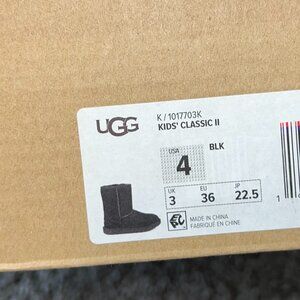 UGG
K / 1017703K
KIDS' CLASSIC II
BLK
USA
4
UK EU JP
3 36 22.5
MADE IN CHINA
FABRIQUÉ EN CHINE